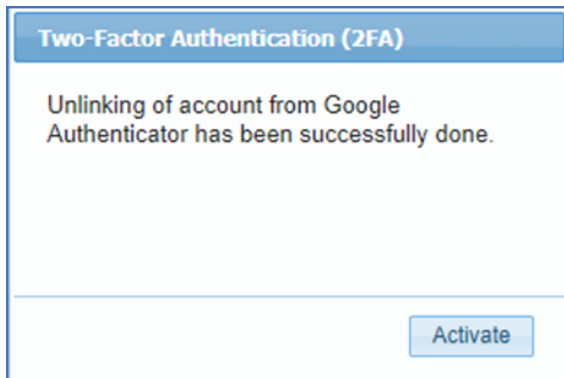 Two-Factor Authentication (2FA)
Unlinking of account from Google
Authenticator has been successfully done.
Activate